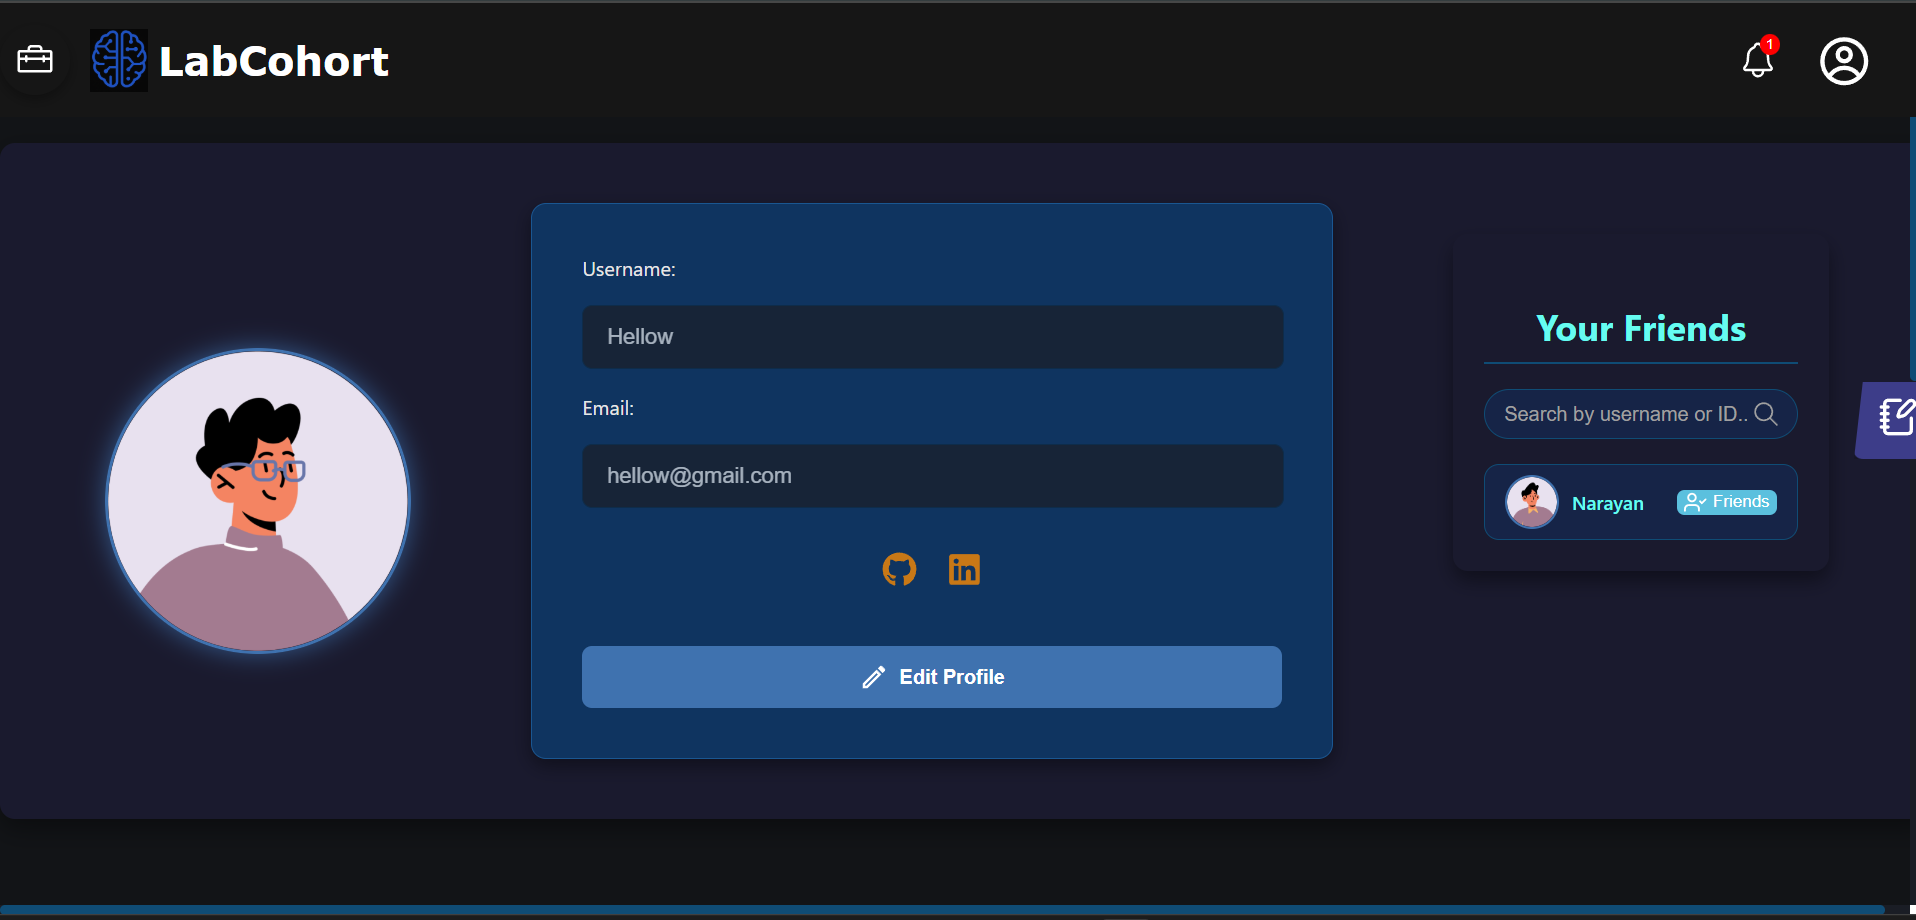 LabCohort
1
Username:
Hellow
Email:
hellow@gmail.com
Edit Profile
Your Friends
Search by username or ID..
Narayan
Friends